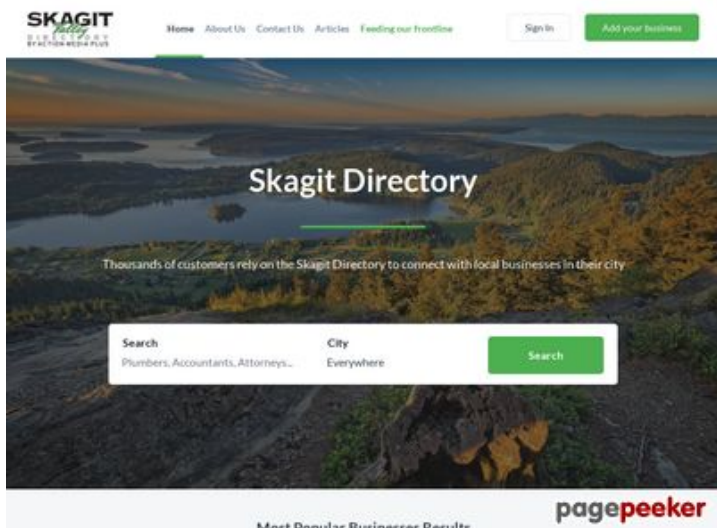 SKAGIT
Valley
DIRECTORY
BY ACTION MEDIA PLUS
Home About Us Contact Us Articles Feeding our frontline
Sign In
Add your business
Skagit Directory
Thousands of customers rely on the Skagit Directory to connect with local businesses in their city
Search
City
Plumbers, Accountants, Attorneys...
Everywhere
Search
Most Popular Businesses Results
pagepeeker